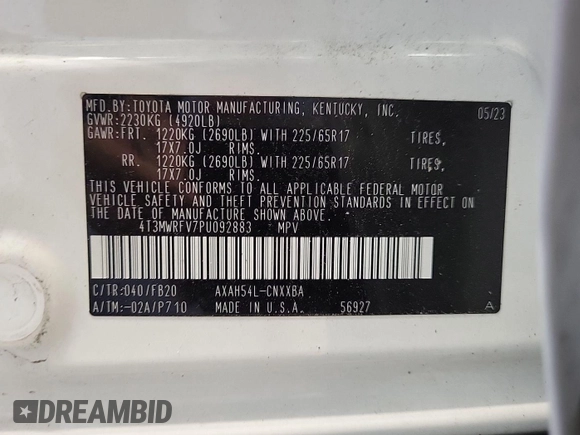 MFD.BY:TOYOTA MOTOR MANUFACTURING, KENTUCKY, INC. 05/23
GVWR:2230KG (4920LB)
GAWR:FRT. 1220KG (2690LB) WITH 225/65R17 TIRES,
17X7.0J RIMS.
RR. 1220KG (2690LB) WITH 225/65R17 TIRES,
17X7.0J RIMS.
THIS VEHICLE CONFORMS TO ALL APPLICABLE FEDERAL MOTOR
VEHICLE SAFETY AND THEFT PREVENTION STANDARDS IN EFFECT ON
THE DATE OF MANUFACTURE SHOWN ABOVE.
4T3MWRFV7PU092883 MPV
C/TR:040/FB20 AXAH54L-CNXXBA
A/TM:-02A/P710 MADE IN U.S.A. 56927 A
DREAMBID